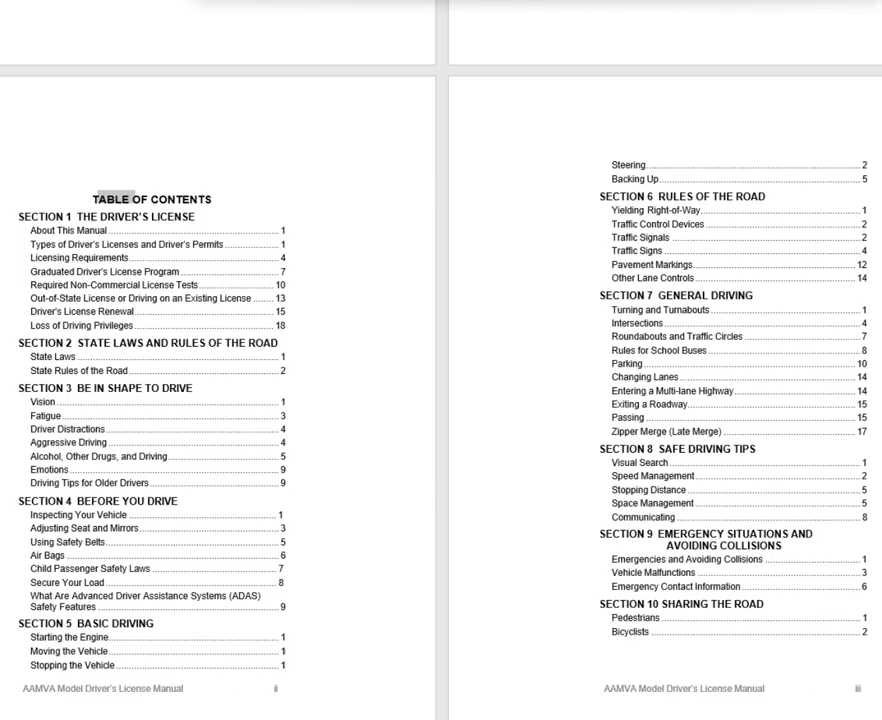 TABLE OF CONTENTS
SECTION 1 THE DRIVER'S LICENSE
About This Manual 1
Types of Driver's Licenses and Driver's Permits 1
Licensing Requirements 4
Graduated Driver's License Program 7
Required Non-Commercial License Tests 10
Out-of-State License or Driving on an Existing License 13
Driver's License Renewal 15
Loss of Driving Privileges 18
SECTION 2 STATE LAWS AND RULES OF THE ROAD
State Laws 1
State Rules of the Road 2
SECTION 3 BE IN SHAPE TO DRIVE
Vision 1
Fatigue 3
Driver Distractions 4
Aggressive Driving 4
Alcohol, Other Drugs, and Driving 5
Emotions 9
Driving Tips for Older Drivers 9
SECTION 4 BEFORE YOU DRIVE
Inspecting Your Vehicle 1
Adjusting Seat and Mirrors 3
Using Safety Belts 5
Air Bags 6
Child Passenger Safety Laws 7
Secure Your Load 8
What Are Advanced Driver Assistance Systems (ADAS)
Safety Features 9
SECTION 5 BASIC DRIVING
Starting the Engine 1
Moving the Vehicle 1
Stopping the Vehicle 1
AAMVA Model Driver's License Manual ii
Steering 2
Backing Up 5
SECTION 6 RULES OF THE ROAD
Yielding Right-of-Way 1
Traffic Control Devices 2
Traffic Signals 2
Traffic Signs 4
Pavement Markings 12
Other Lane Controls 14
SECTION 7 GENERAL DRIVING
Turning and Turnabouts 1
Intersections 4
Roundabouts and Traffic Circles 7
Rules for School Buses 8
Parking 10
Changing Lanes 14
Entering a Multi-lane Highway 14
Exiting a Roadway 15
Passing 15
Zipper Merge (Late Merge) 17
SECTION 8 SAFE DRIVING TIPS
Visual Search 1
Speed Management 2
Stopping Distance 5
Space Management 5
Communicating 8
SECTION 9 EMERGENCY SITUATIONS AND
AVOIDING COLLISIONS
Emergencies and Avoiding Collisions 1
Vehicle Malfunctions 3
Emergency Contact Information 6
SECTION 10 SHARING THE ROAD
Pedestrians 1
Bicyclists 2
AAMVA Model Driver's License Manual iii